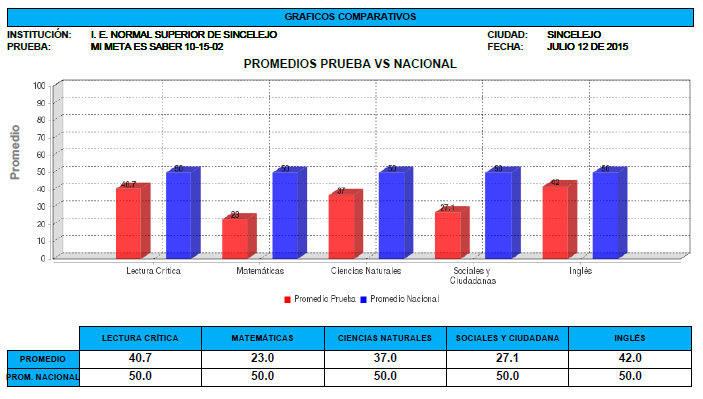 GRAFICOS COMPARATIVOS
INSTITUCIÓN: I. E. NORMAL SUPERIOR DE SINCELEJO CIUDAD: SINCELEJO
PRUEBA: MI META ES SABER 10-15-02 FECHA: JULIO 12 DE 2015
PROMEDIOS PRUEBA VS NACIONAL
Promedio
100
90
80
70
60
50
40
30
20
10
0
40.7 50 23 50 37 50 27.1 50 42 50
Lectura Crítica Matemáticas Ciencias Naturales Sociales y Ciudadanas Inglés
Promedio Prueba Promedio Nacional
LECTURA CRÍTICA MATEMÁTICAS CIENCIAS NATURALES SOCIALES Y CIUDADANA INGLÉS
PROMEDIO 40.7 23.0 37.0 27.1 42.0
PROM. NACIONAL 50.0 50.0 50.0 50.0 50.0